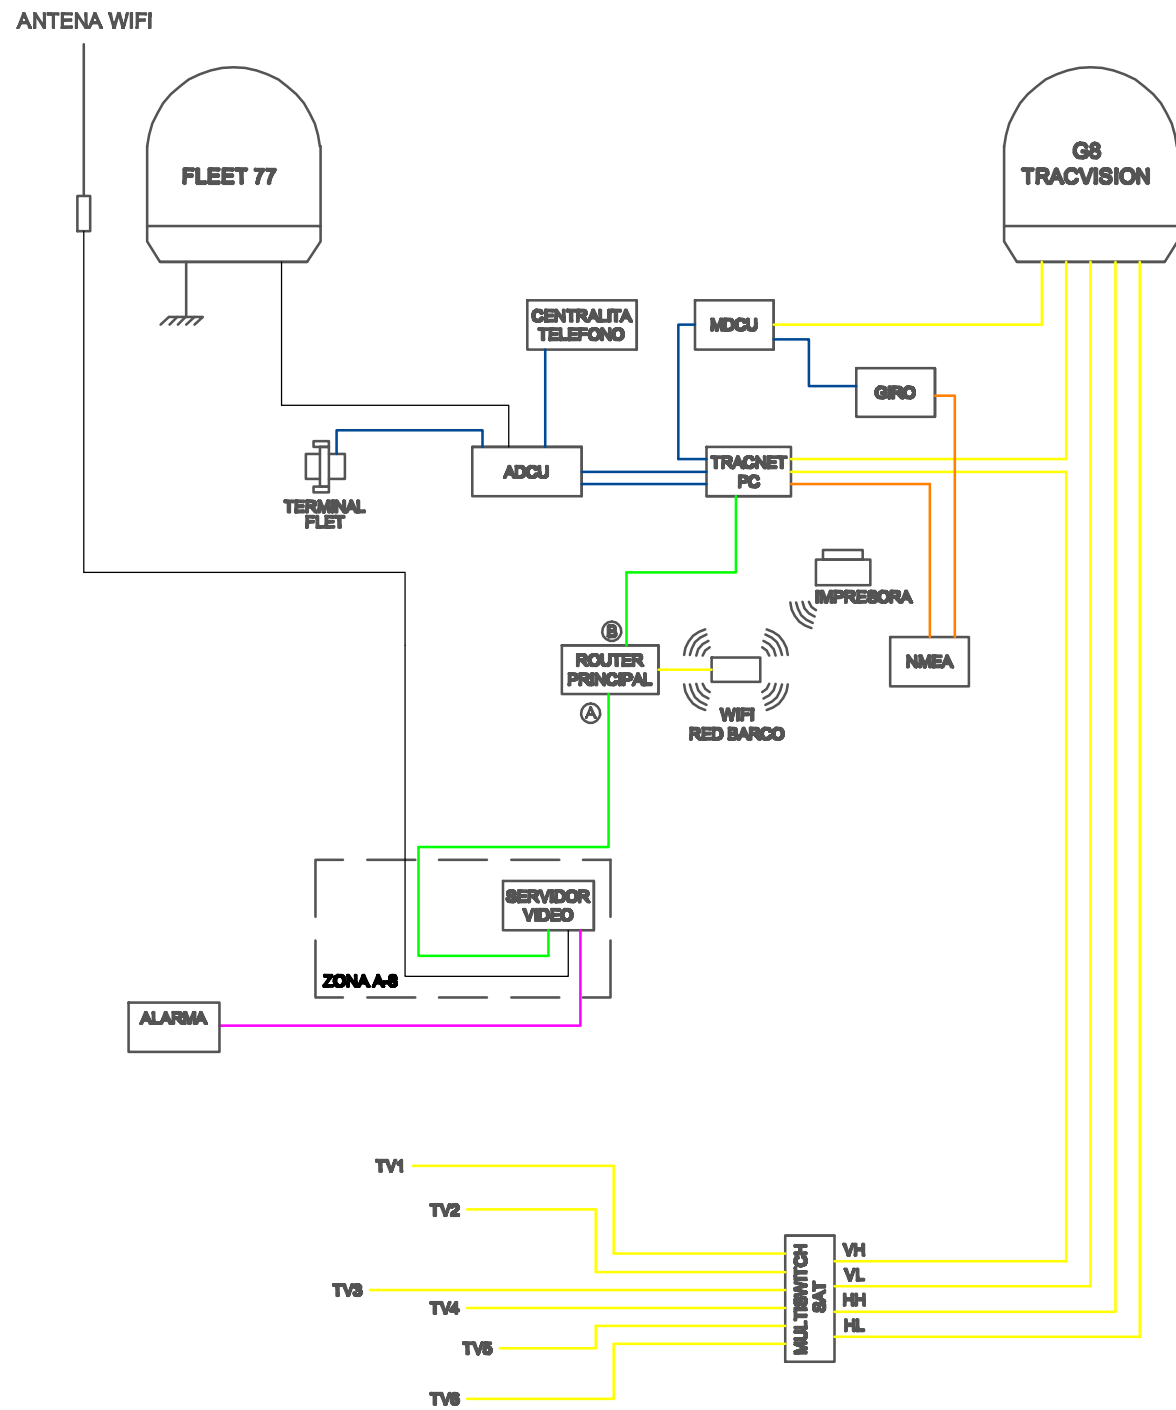 ANTENA WIFI
FLEET 77
G8
TRACVISION
CENTRALITA
TELEFONO
MDCU
GIRO
ADCU
TRACNET
PC
TERMINAL
FLET
IMPRESORA
B
ROUTER
PRINCIPAL
NMEA
A
WIFI
RED BARCO
SERVIDOR
VIDEO
ZONA A-8
ALARMA
TV1
TV2
TV3
TV4
TV5
TV6
MULTISWITCH
SAT
VH
VL
HH
HL